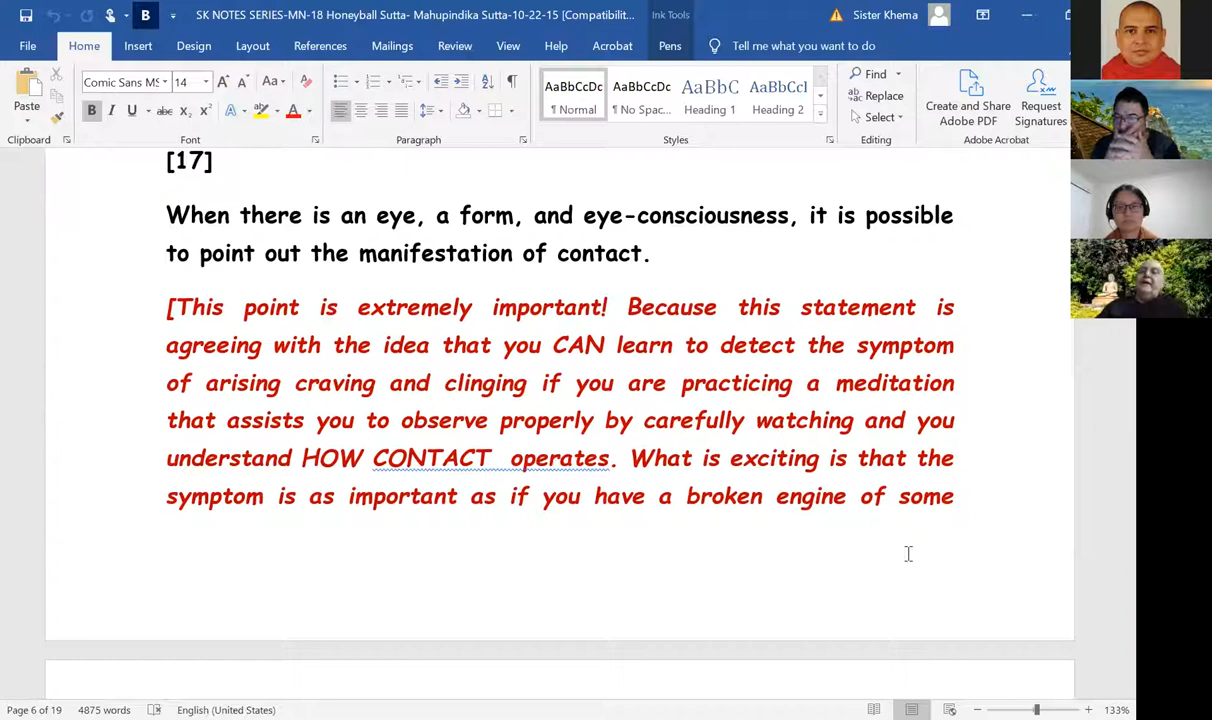 SK NOTES SERIES-MN-18 Honeyball Sutta- Mahupindika Sutta-10-22-15 [Compatibilit...
Ink Tools
Sister Khema
File Home Insert Design Layout References Mailings Review View Help Acrobat Pens Tell me what you want to do
Comic Sans MS 14
Paste
Clipboard
Font
Paragraph
AaBbCcDc AaBbCcDc AaBbC AaBbCcl
¶ Normal ¶ No Spac... Heading 1 Heading 2
Styles
Find
Replace
Select
Editing
Create and Share
Adobe PDF
Request
Signatures
Adobe Acrobat
[17]
When there is an eye, a form, and eye-consciousness, it is possible
to point out the manifestation of contact.
[This point is extremely important! Because this statement is
agreeing with the idea that you CAN learn to detect the symptom
of arising craving and clinging if you are practicing a meditation
that assists you to observe properly by carefully watching and you
understand HOW CONTACT operates. What is exciting is that the
symptom is as important as if you have a broken engine of some
Page 6 of 19 4875 words English (United States) 133%